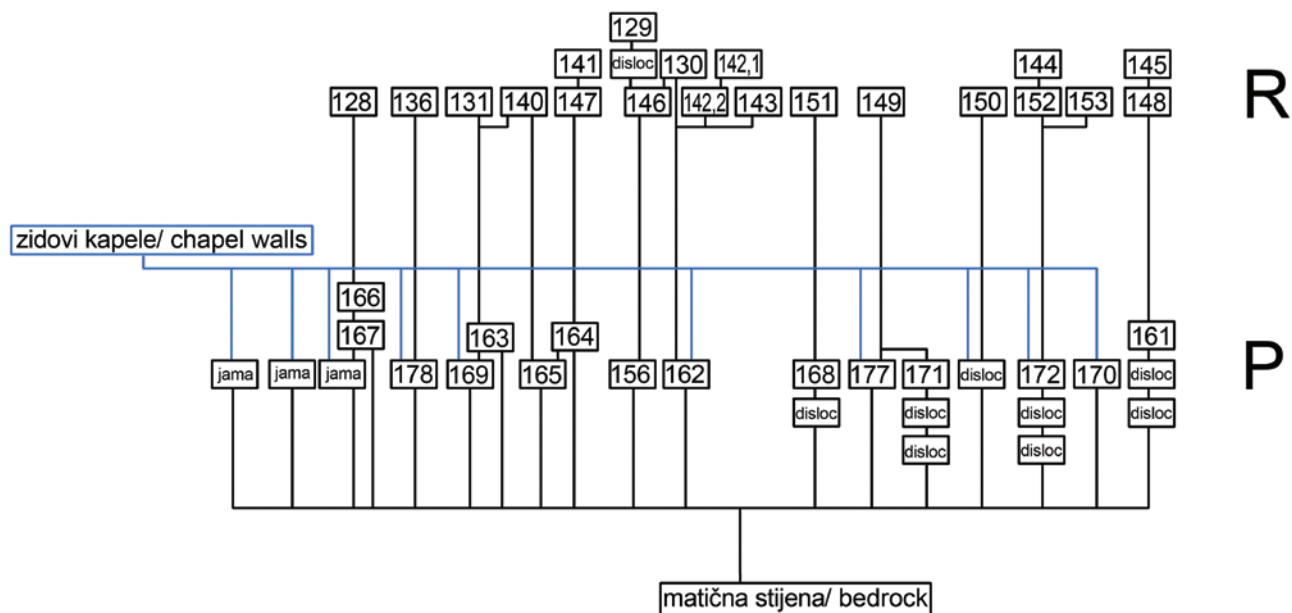 129
141 disloc 130 142,1 144 145
R
128 136 131 140 147 146 142,2 143 151 149 150 152 153 148
zidovi kapele/ chapel walls
166
167 163 164 161
P
jama jama jama 178 169 165 156 162 168 177 171 disloc 172 170 disloc
disloc disloc disloc disloc
disloc disloc
matična stijena/ bedrock